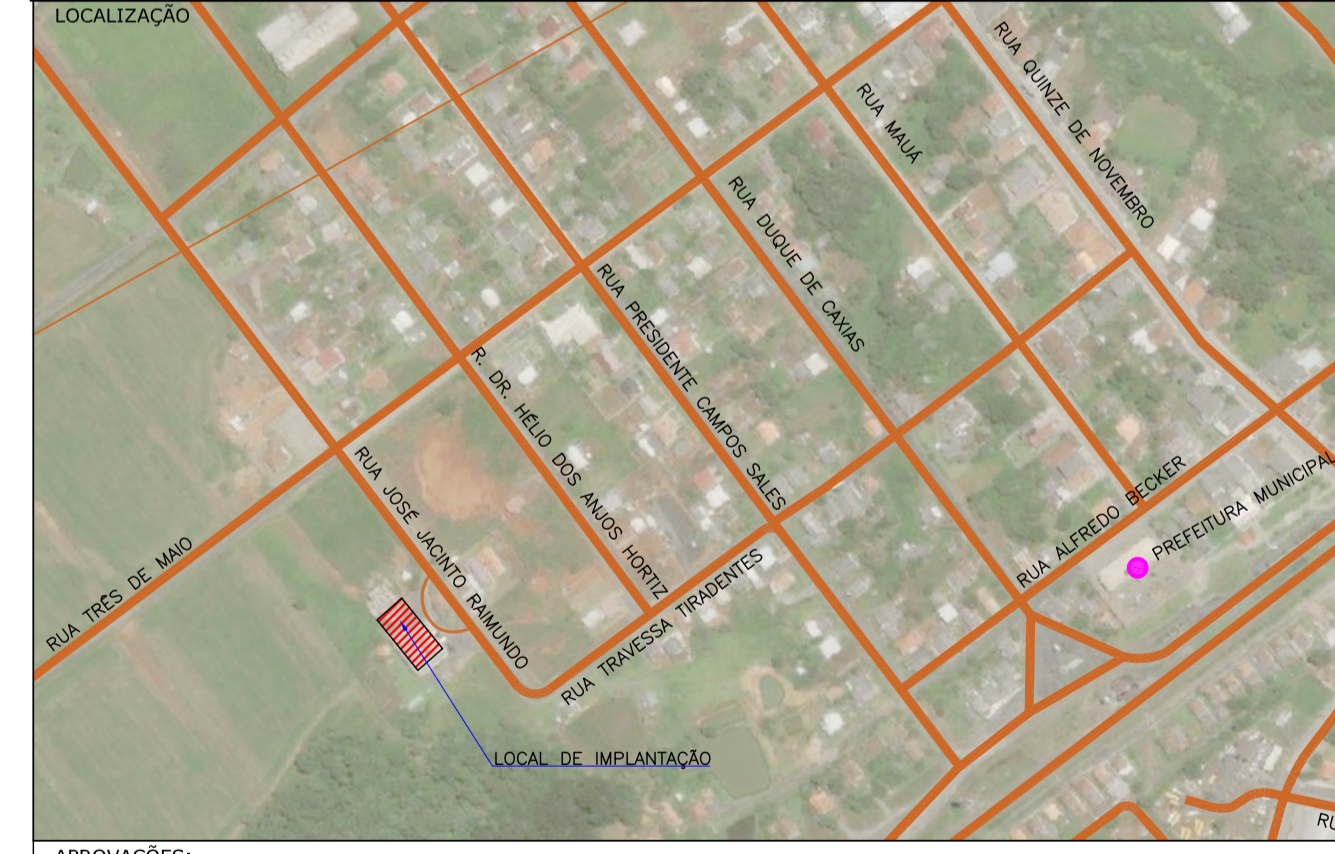 LOCALIZAÇÃO
RUA QUINZE DE NOVEMBRO
RUA MAUÁ
RUA DUQUE DE CAXIAS
RUA PRESIDENTE CAMPOS SALES
R. DR. HÉLIO DOS ANJOS HORTIZ
RUA JOSÉ JACINTO RAIMUNDO
RUA TRÊS DE MAIO
RUA TRAVESSA TIRADENTES
RUA ALFREDO BECKER
PREFEITURA MUNICIPAL
LOCAL DE IMPLANTAÇÃO
APROVAÇÕES: